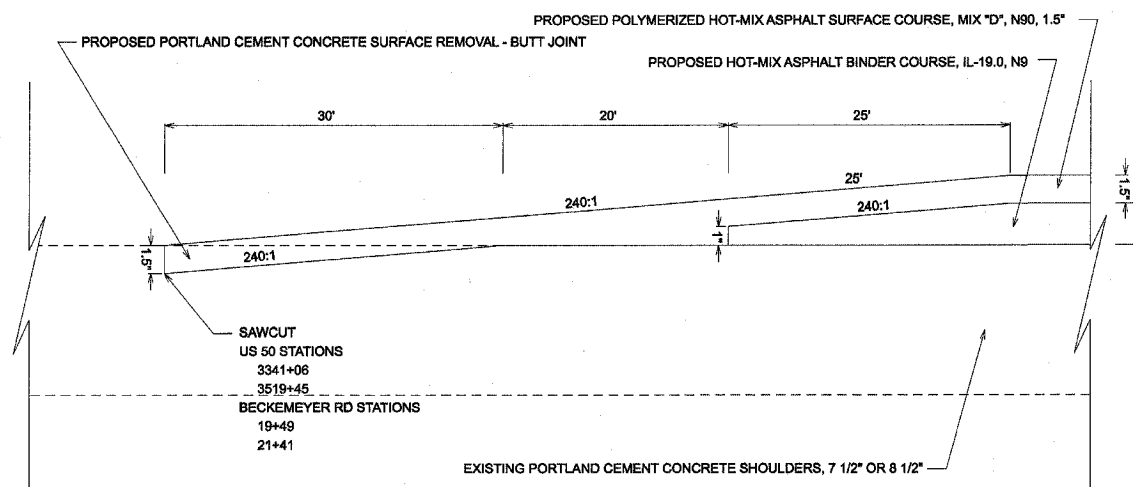 PROPOSED POLYMERIZED HOT-MIX ASPHALT SURFACE COURSE, MIX "D", N90, 1.5"
PROPOSED PORTLAND CEMENT CONCRETE SURFACE REMOVAL - BUTT JOINT
PROPOSED HOT-MIX ASPHALT BINDER COURSE, IL-19.0, N9
30'
20'
25'
25'
1.5"
240:1
240:1
1"
1.5"
240:1
SAWCUT
US 50 STATIONS
3341+06
3519+45
BECKEMEYER RD STATIONS
19+49
21+41
EXISTING PORTLAND CEMENT CONCRETE SHOULDERS, 7 1/2" OR 8 1/2"